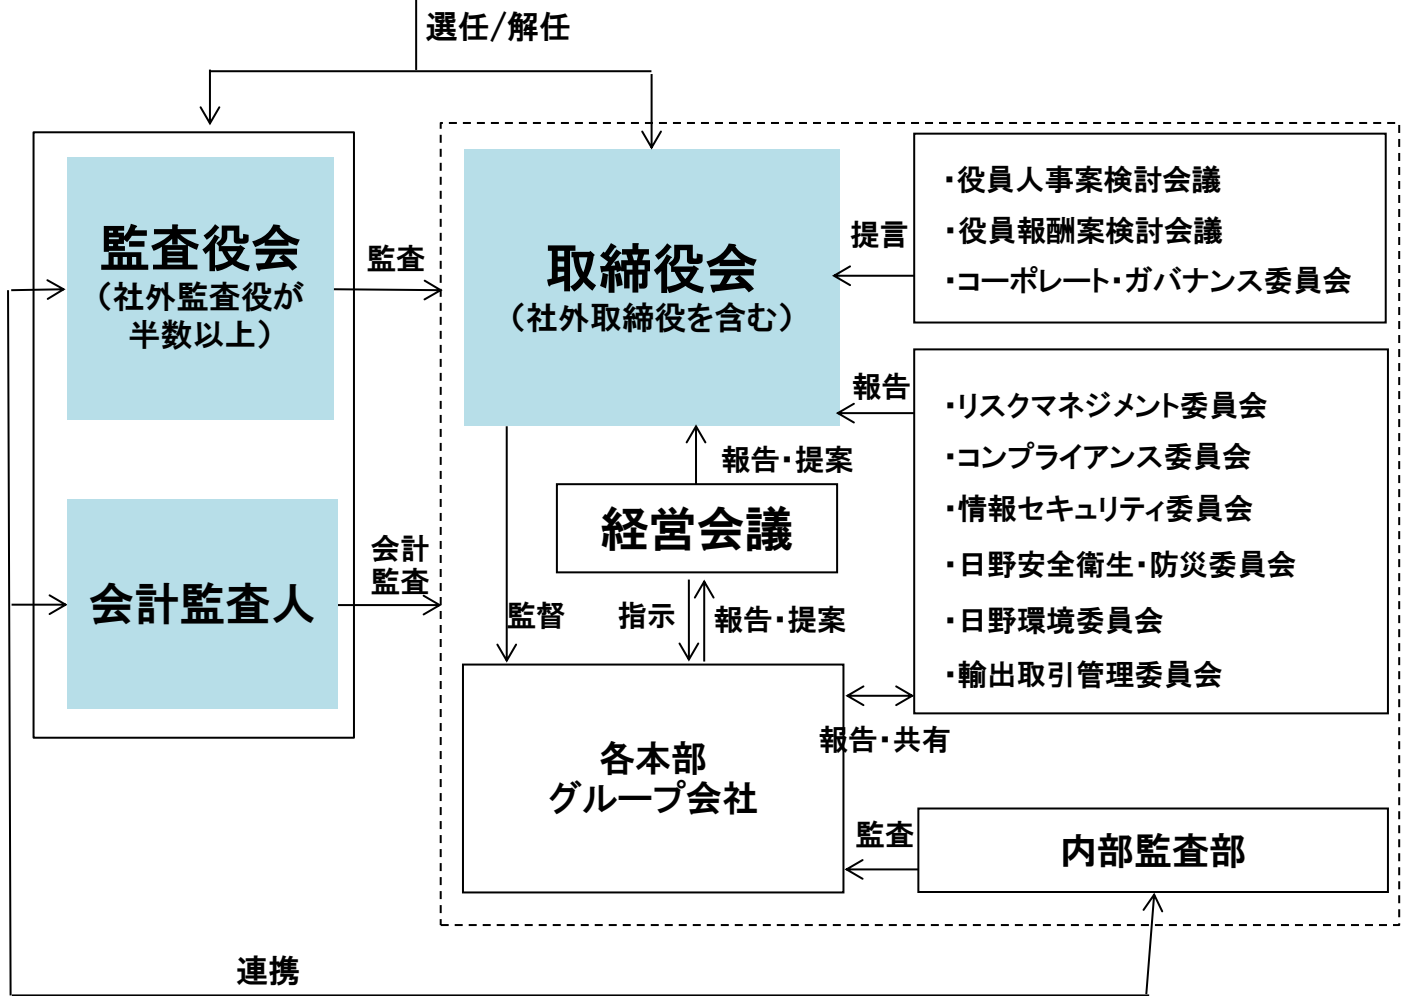 選任/解任
監査役会
（社外監査役が
半数以上）
監査
会計監査人
会計
監査
取締役会
（社外取締役を含む）
提言
・役員人事案検討会議
・役員報酬案検討会議
・コーポレート・ガバナンス委員会
報告
・リスクマネジメント委員会
・コンプライアンス委員会
・情報セキュリティ委員会
・日野安全衛生・防災委員会
・日野環境委員会
・輸出取引管理委員会
報告・提案
経営会議
監督
指示
報告・提案
各本部
グループ会社
報告・共有
監査
内部監査部
連携